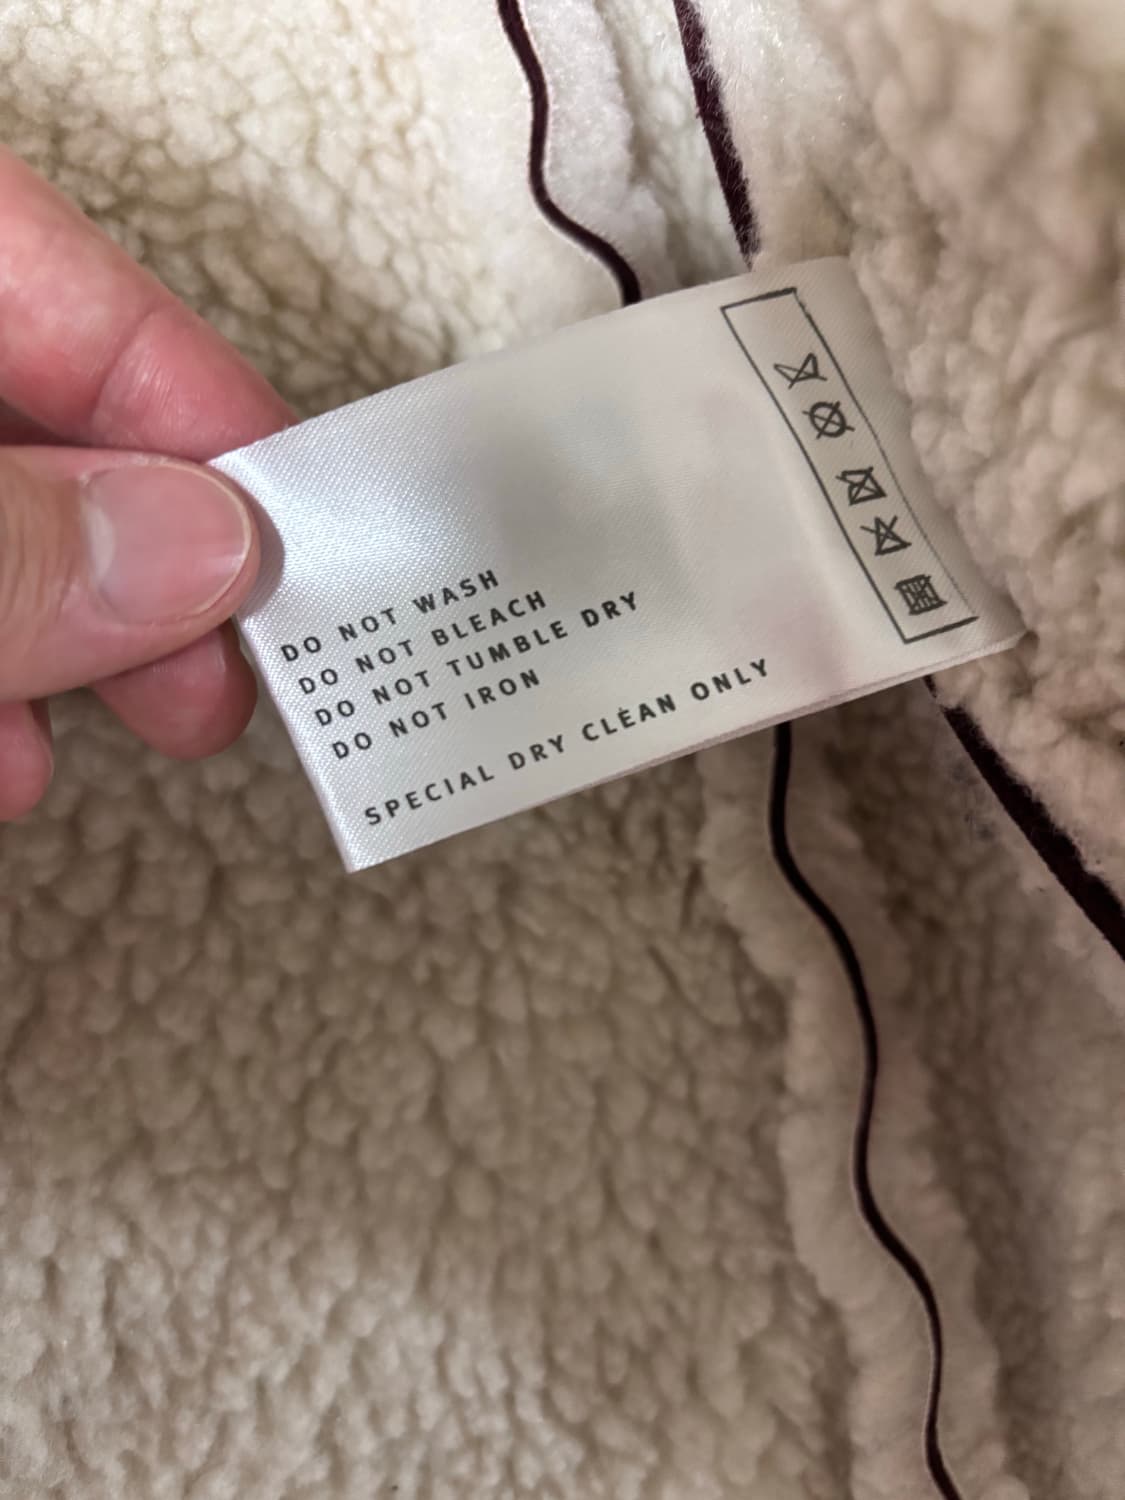 DO NOT WASH
DO NOT BLEACH
DO NOT TUMBLE DRY
DO NOT IRON
SPECIAL DRY CLEAN ONLY